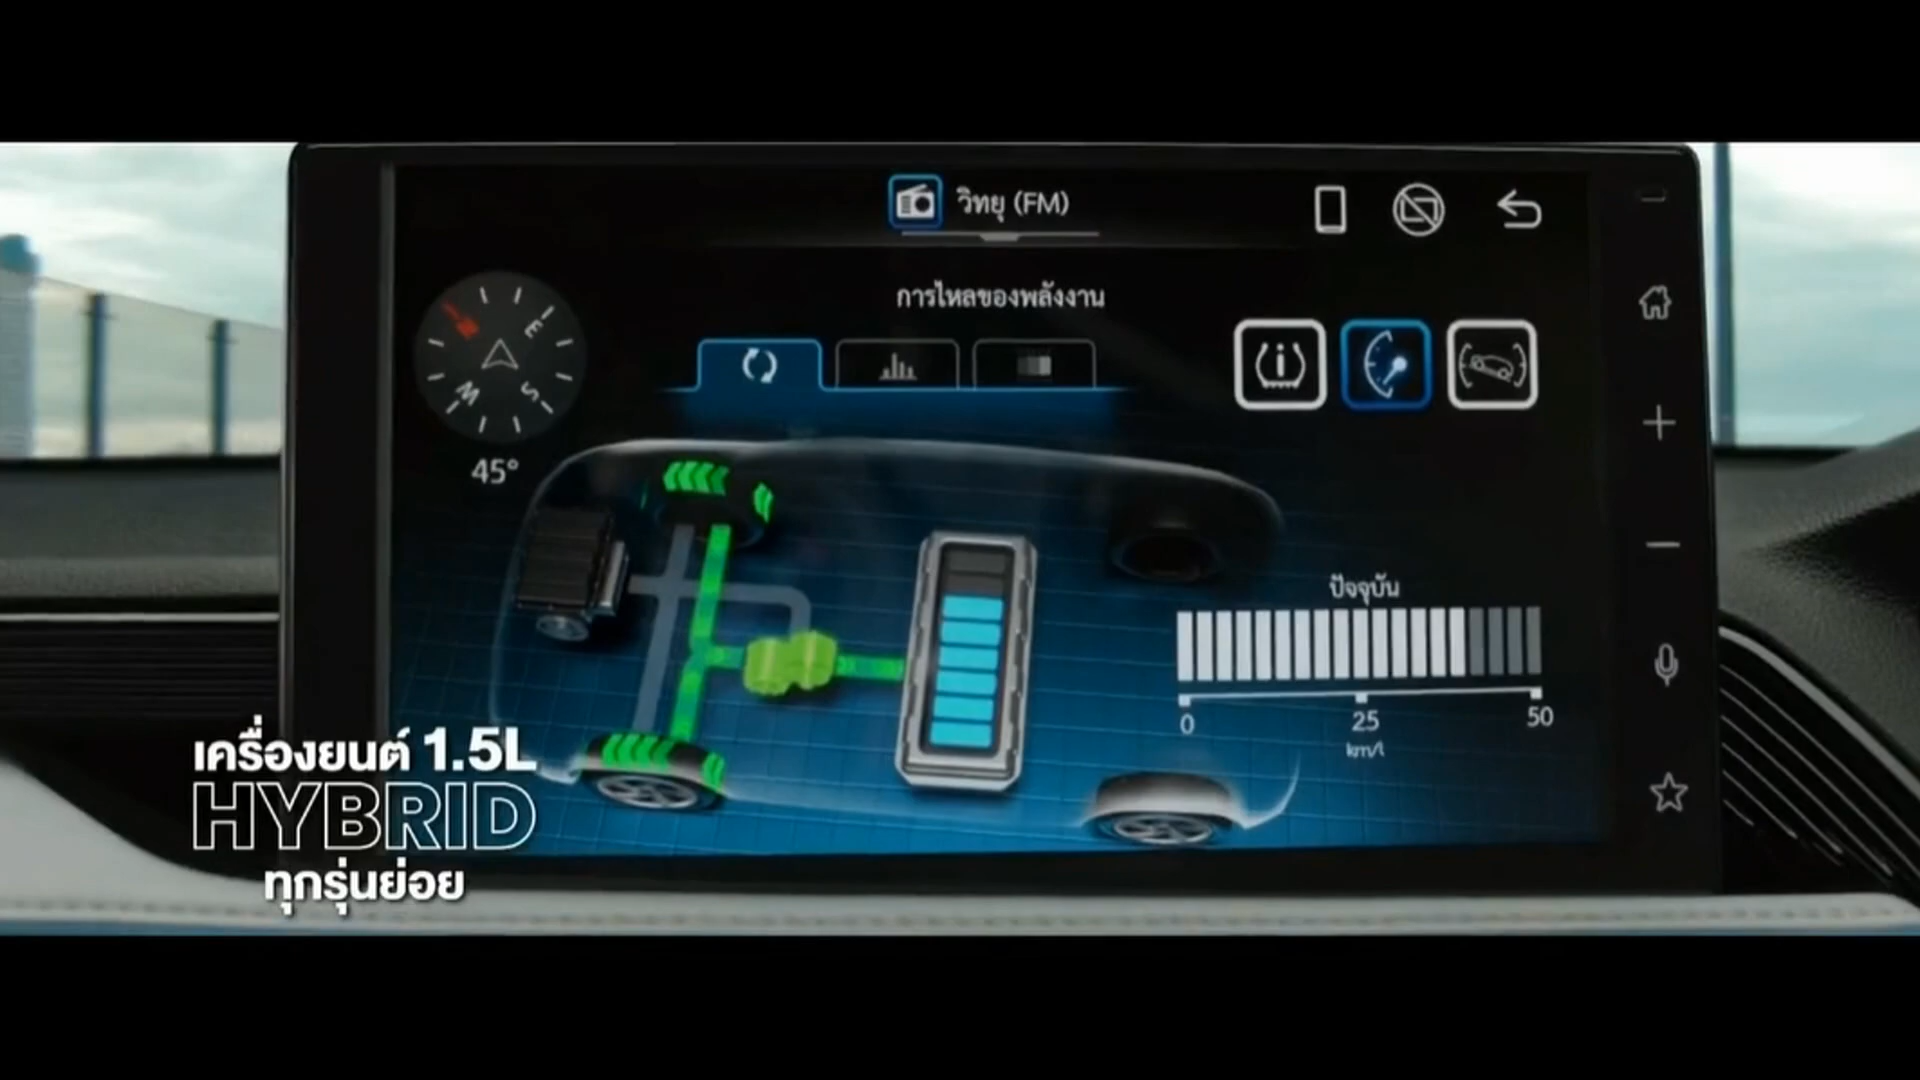 วิทยุ (FM)
การไหลของพลังงาน
E
S
W
45°
ปัจจุบัน
0 25 50
km/l
เครื่องยนต์ 1.5L
HYBRID
ทุกรุ่นย่อย